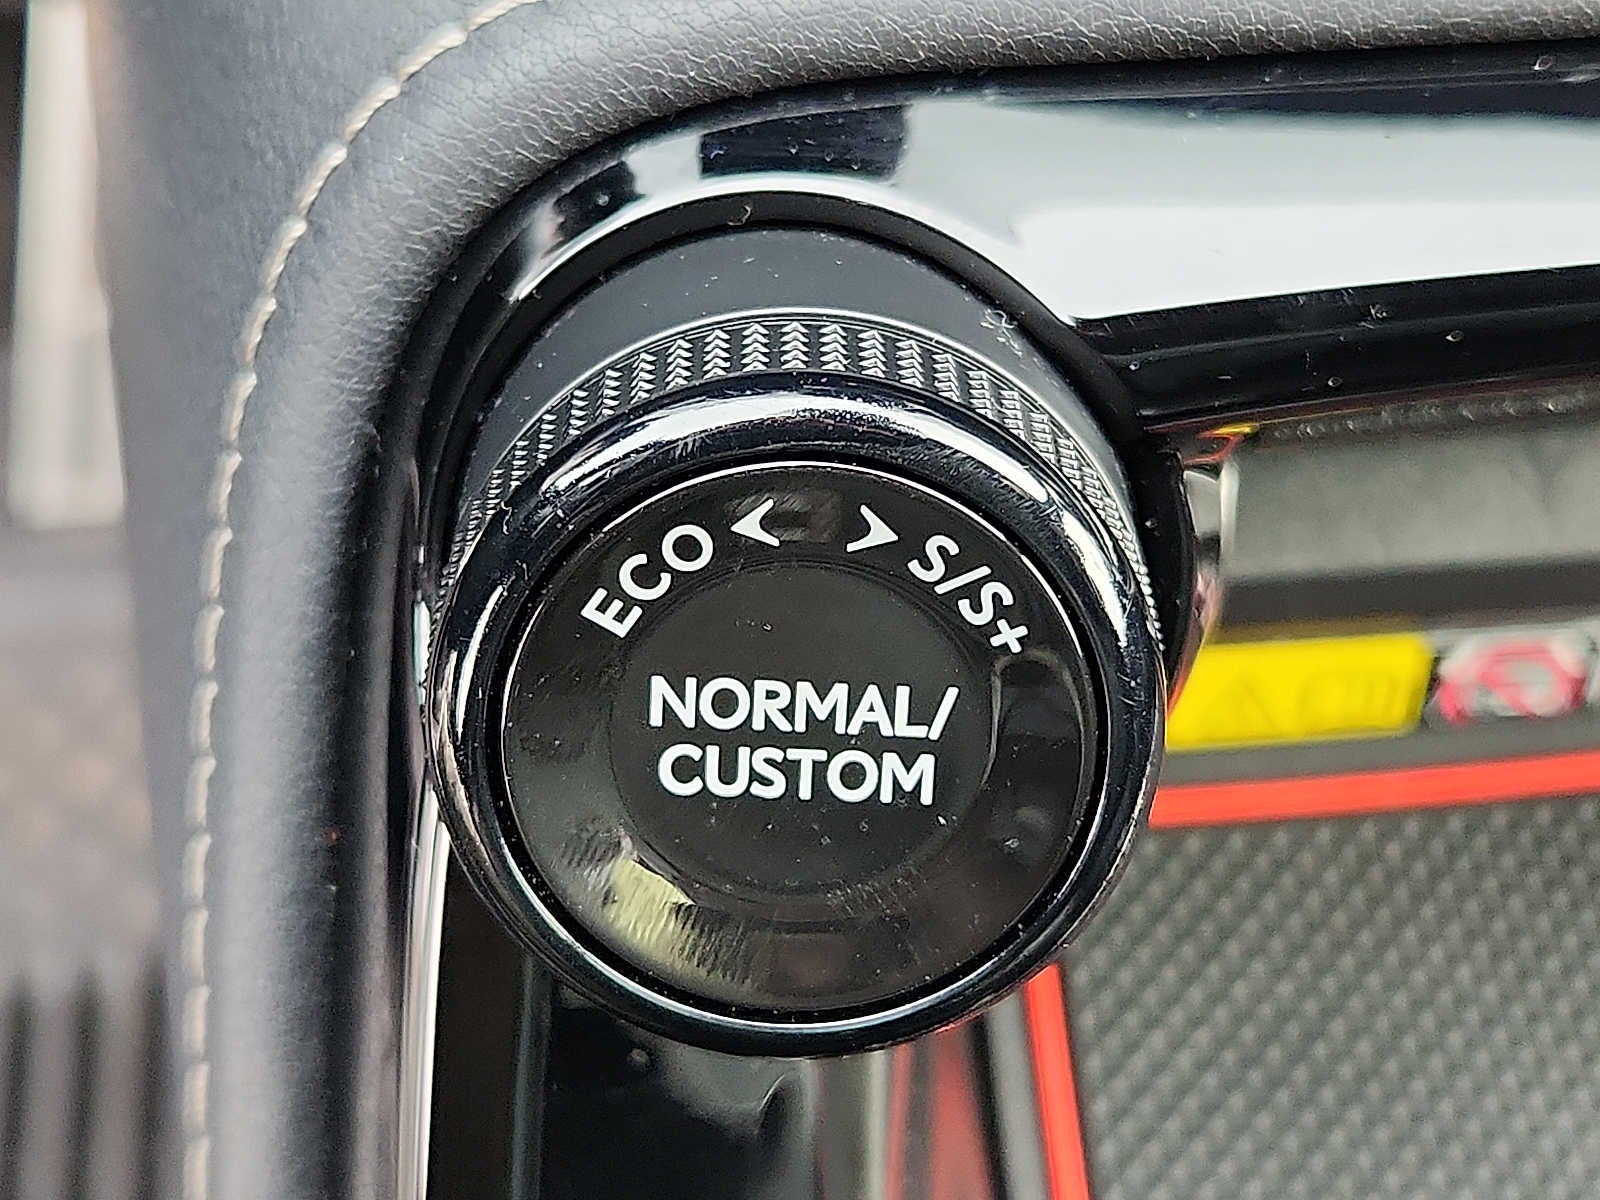 ECO < > S/S+
NORMAL/
CUSTOM